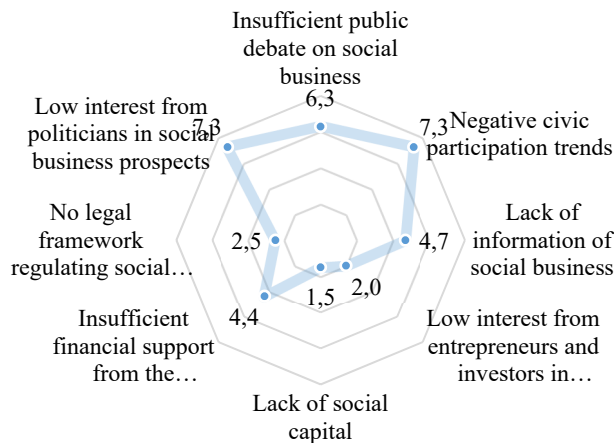 Insufficient public
debate on social
business
6,3
7,3
Negative civic
participation trends
4,7
Lack of
information of
social business
2,0
Low interest from
entrepreneurs and
investors in…
1,5
Lack of social
capital
4,4
Insufficient
financial support
from the…
2,5
No legal
framework
regulating social…
7,3
Low interest from
politicians in social
business prospects